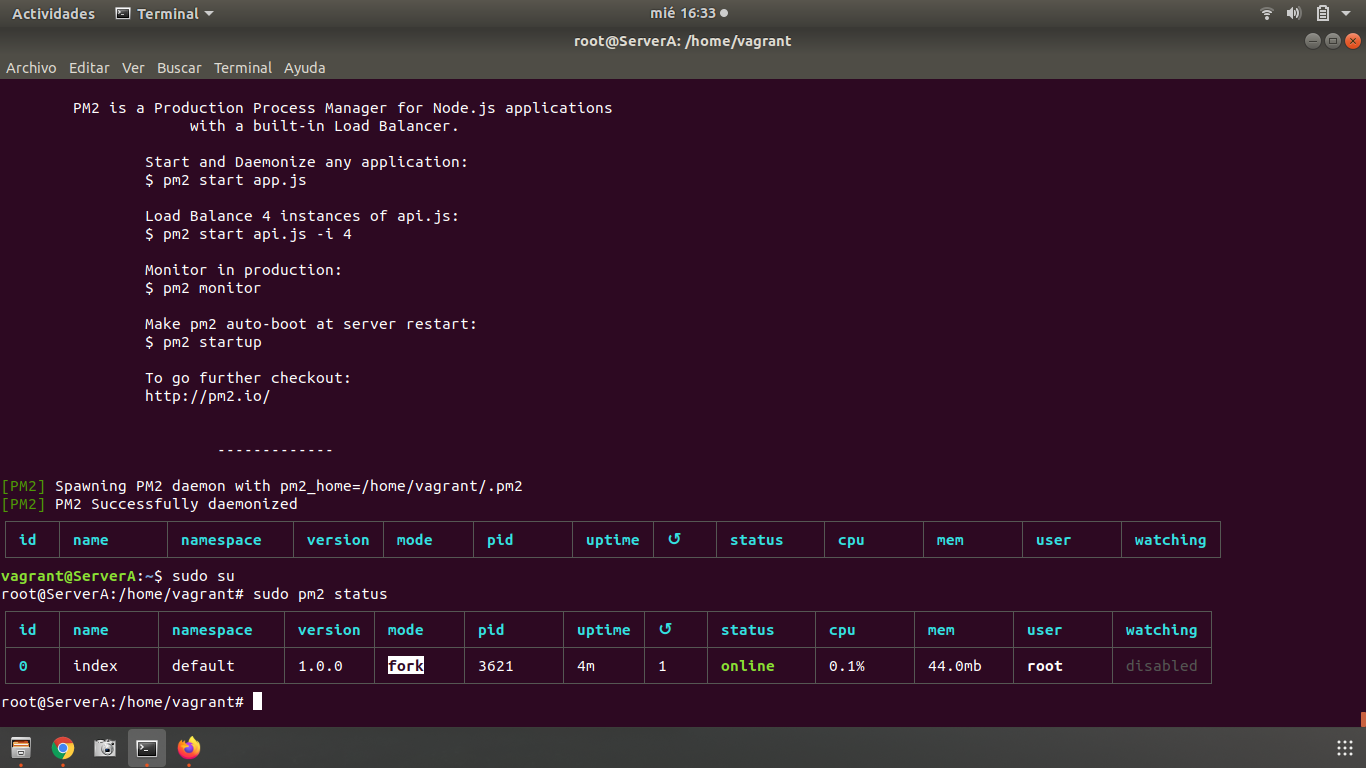 Actividades Terminal mié 16:33
root@ServerA: /home/vagrant
Archivo Editar Ver Buscar Terminal Ayuda
PM2 is a Production Process Manager for Node.js applications
with a built-in Load Balancer.
Start and Daemonize any application:
$ pm2 start app.js
Load Balance 4 instances of api.js:
$ pm2 start api.js -i 4
Monitor in production:
$ pm2 monitor
Make pm2 auto-boot at server restart:
$ pm2 startup
To go further checkout:
http://pm2.io/
-------------
[PM2] Spawning PM2 daemon with pm2_home=/home/vagrant/.pm2
[PM2] PM2 Successfully daemonized
id name namespace version mode pid uptime ↺ status cpu mem user watching
vagrant@ServerA:~$ sudo su
root@ServerA:/home/vagrant# sudo pm2 status
id name namespace version mode pid uptime ↺ status cpu mem user watching
0 index default 1.0.0 fork 3621 4m 1 online 0.1% 44.0mb root disabled
root@ServerA:/home/vagrant#